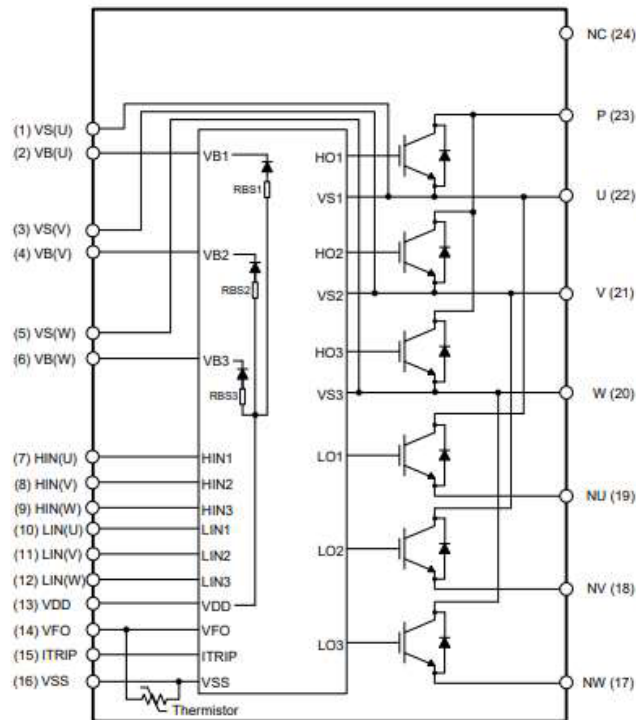 NC (24)
P (23)
(1) VS(U)
(2) VB(U)
VB1
HO1
RBS1
VS1
U (22)
(3) VS(V)
(4) VB(V)
VB2
HO2
RBS2
VS2
V (21)
(5) VS(W)
(6) VB(W)
VB3
HO3
RBS3
VS3
W (20)
(7) HIN(U)
HIN1
LO1
(8) HIN(V)
HIN2
(9) HIN(W)
HIN3
NU (19)
(10) LIN(U)
LIN1
(11) LIN(V)
LIN2
LO2
(12) LIN(W)
LIN3
NV (18)
(13) VDD
VDD
(14) VFO
VFO
LO3
(15) ITRIP
ITRIP
(16) VSS
VSS
NW (17)
Thermistor